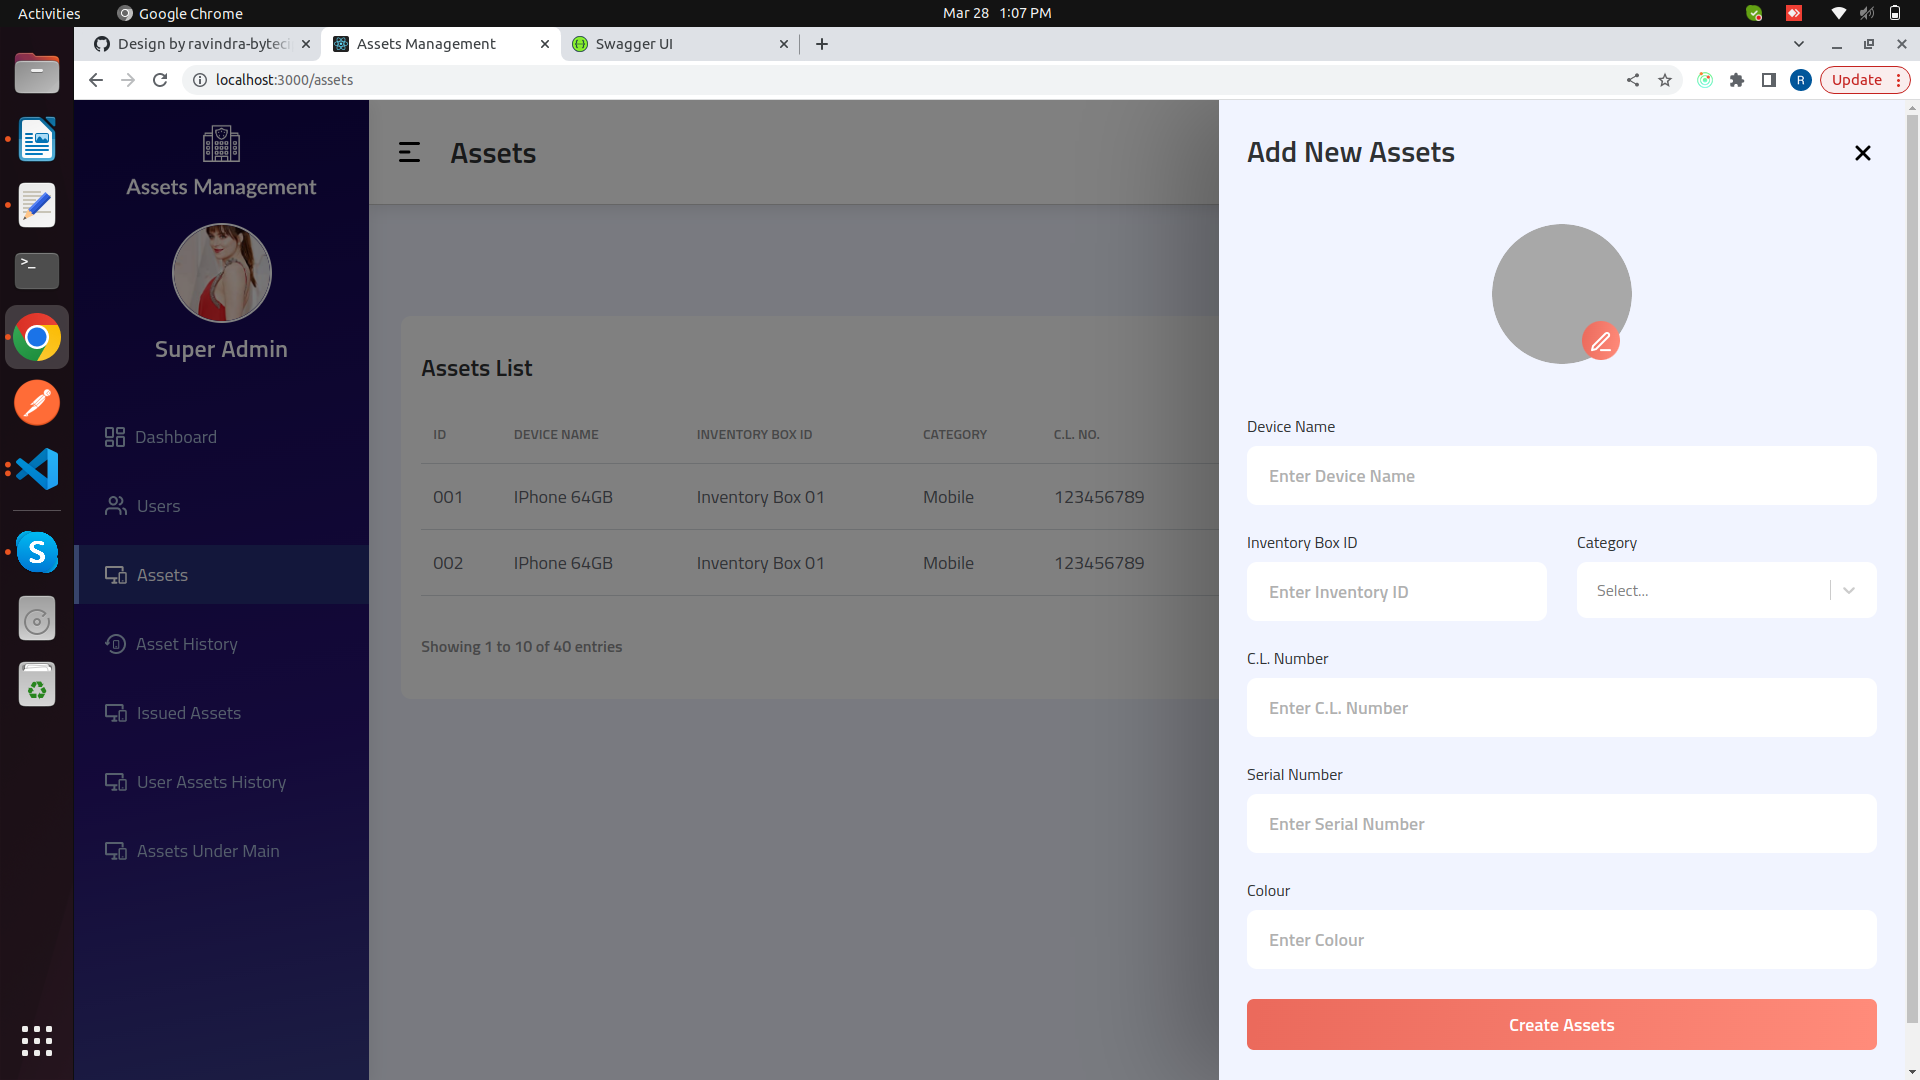 Activities
Google Chrome
Mar 28 1:07 PM
Design by ravindra-byteci
Assets Management
Swagger UI
localhost:3000/assets
R
Update
Assets Management
Super Admin
Dashboard
Users
Assets
Asset History
Issued Assets
User Assets History
Assets Under Main
Assets
Assets List
ID DEVICE NAME INVENTORY BOX ID CATEGORY C.L. NO.
001 IPhone 64GB Inventory Box 01 Mobile 123456789
002 IPhone 64GB Inventory Box 01 Mobile 123456789
Showing 1 to 10 of 40 entries
Add New Assets
Device Name
Enter Device Name
Inventory Box ID Category
Enter Inventory ID Select...
C.L. Number
Enter C.L. Number
Serial Number
Enter Serial Number
Colour
Enter Colour
Create Assets